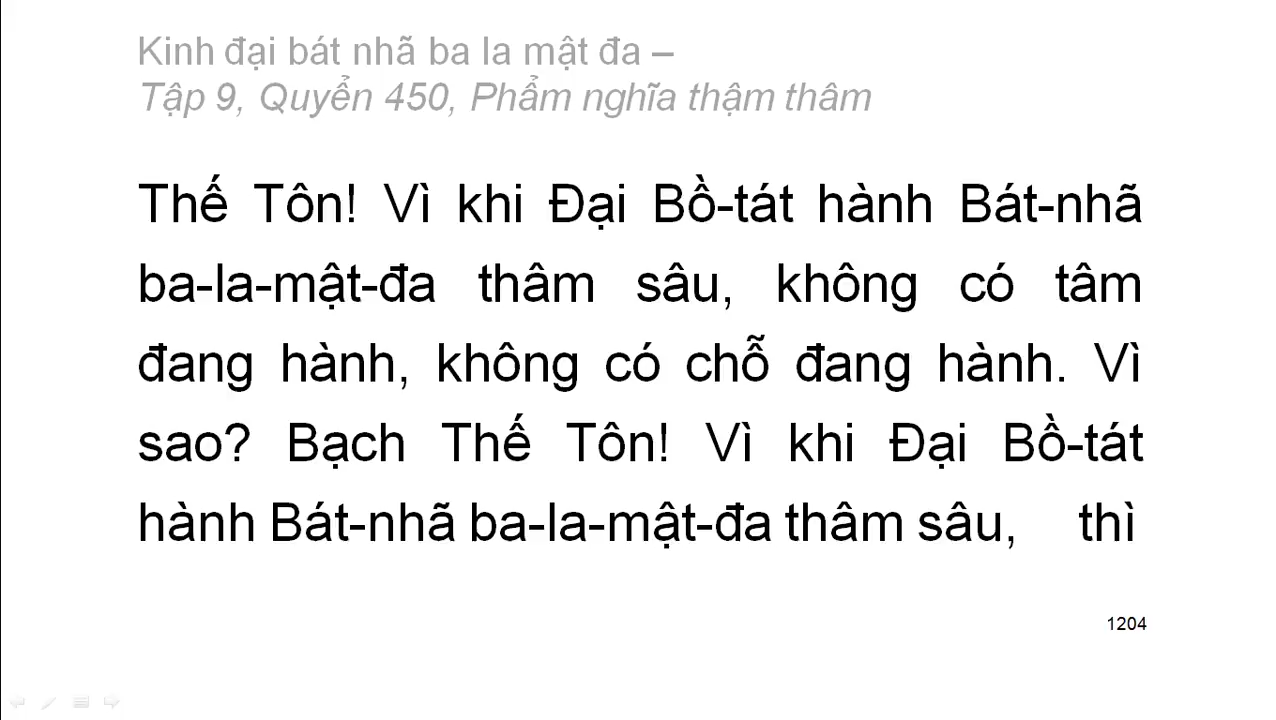 Kinh đại bát nhã ba la mật đa –
Tập 9, Quyển 450, Phẩm nghĩa thậm thâm
Thế Tôn! Vì khi Đại Bồ-tát hành Bát-nhã
ba-la-mật-đa thâm sâu, không có tâm
đang hành, không có chỗ đang hành. Vì
sao? Bạch Thế Tôn! Vì khi Đại Bồ-tát
hành Bát-nhã ba-la-mật-đa thâm sâu, thì
1204